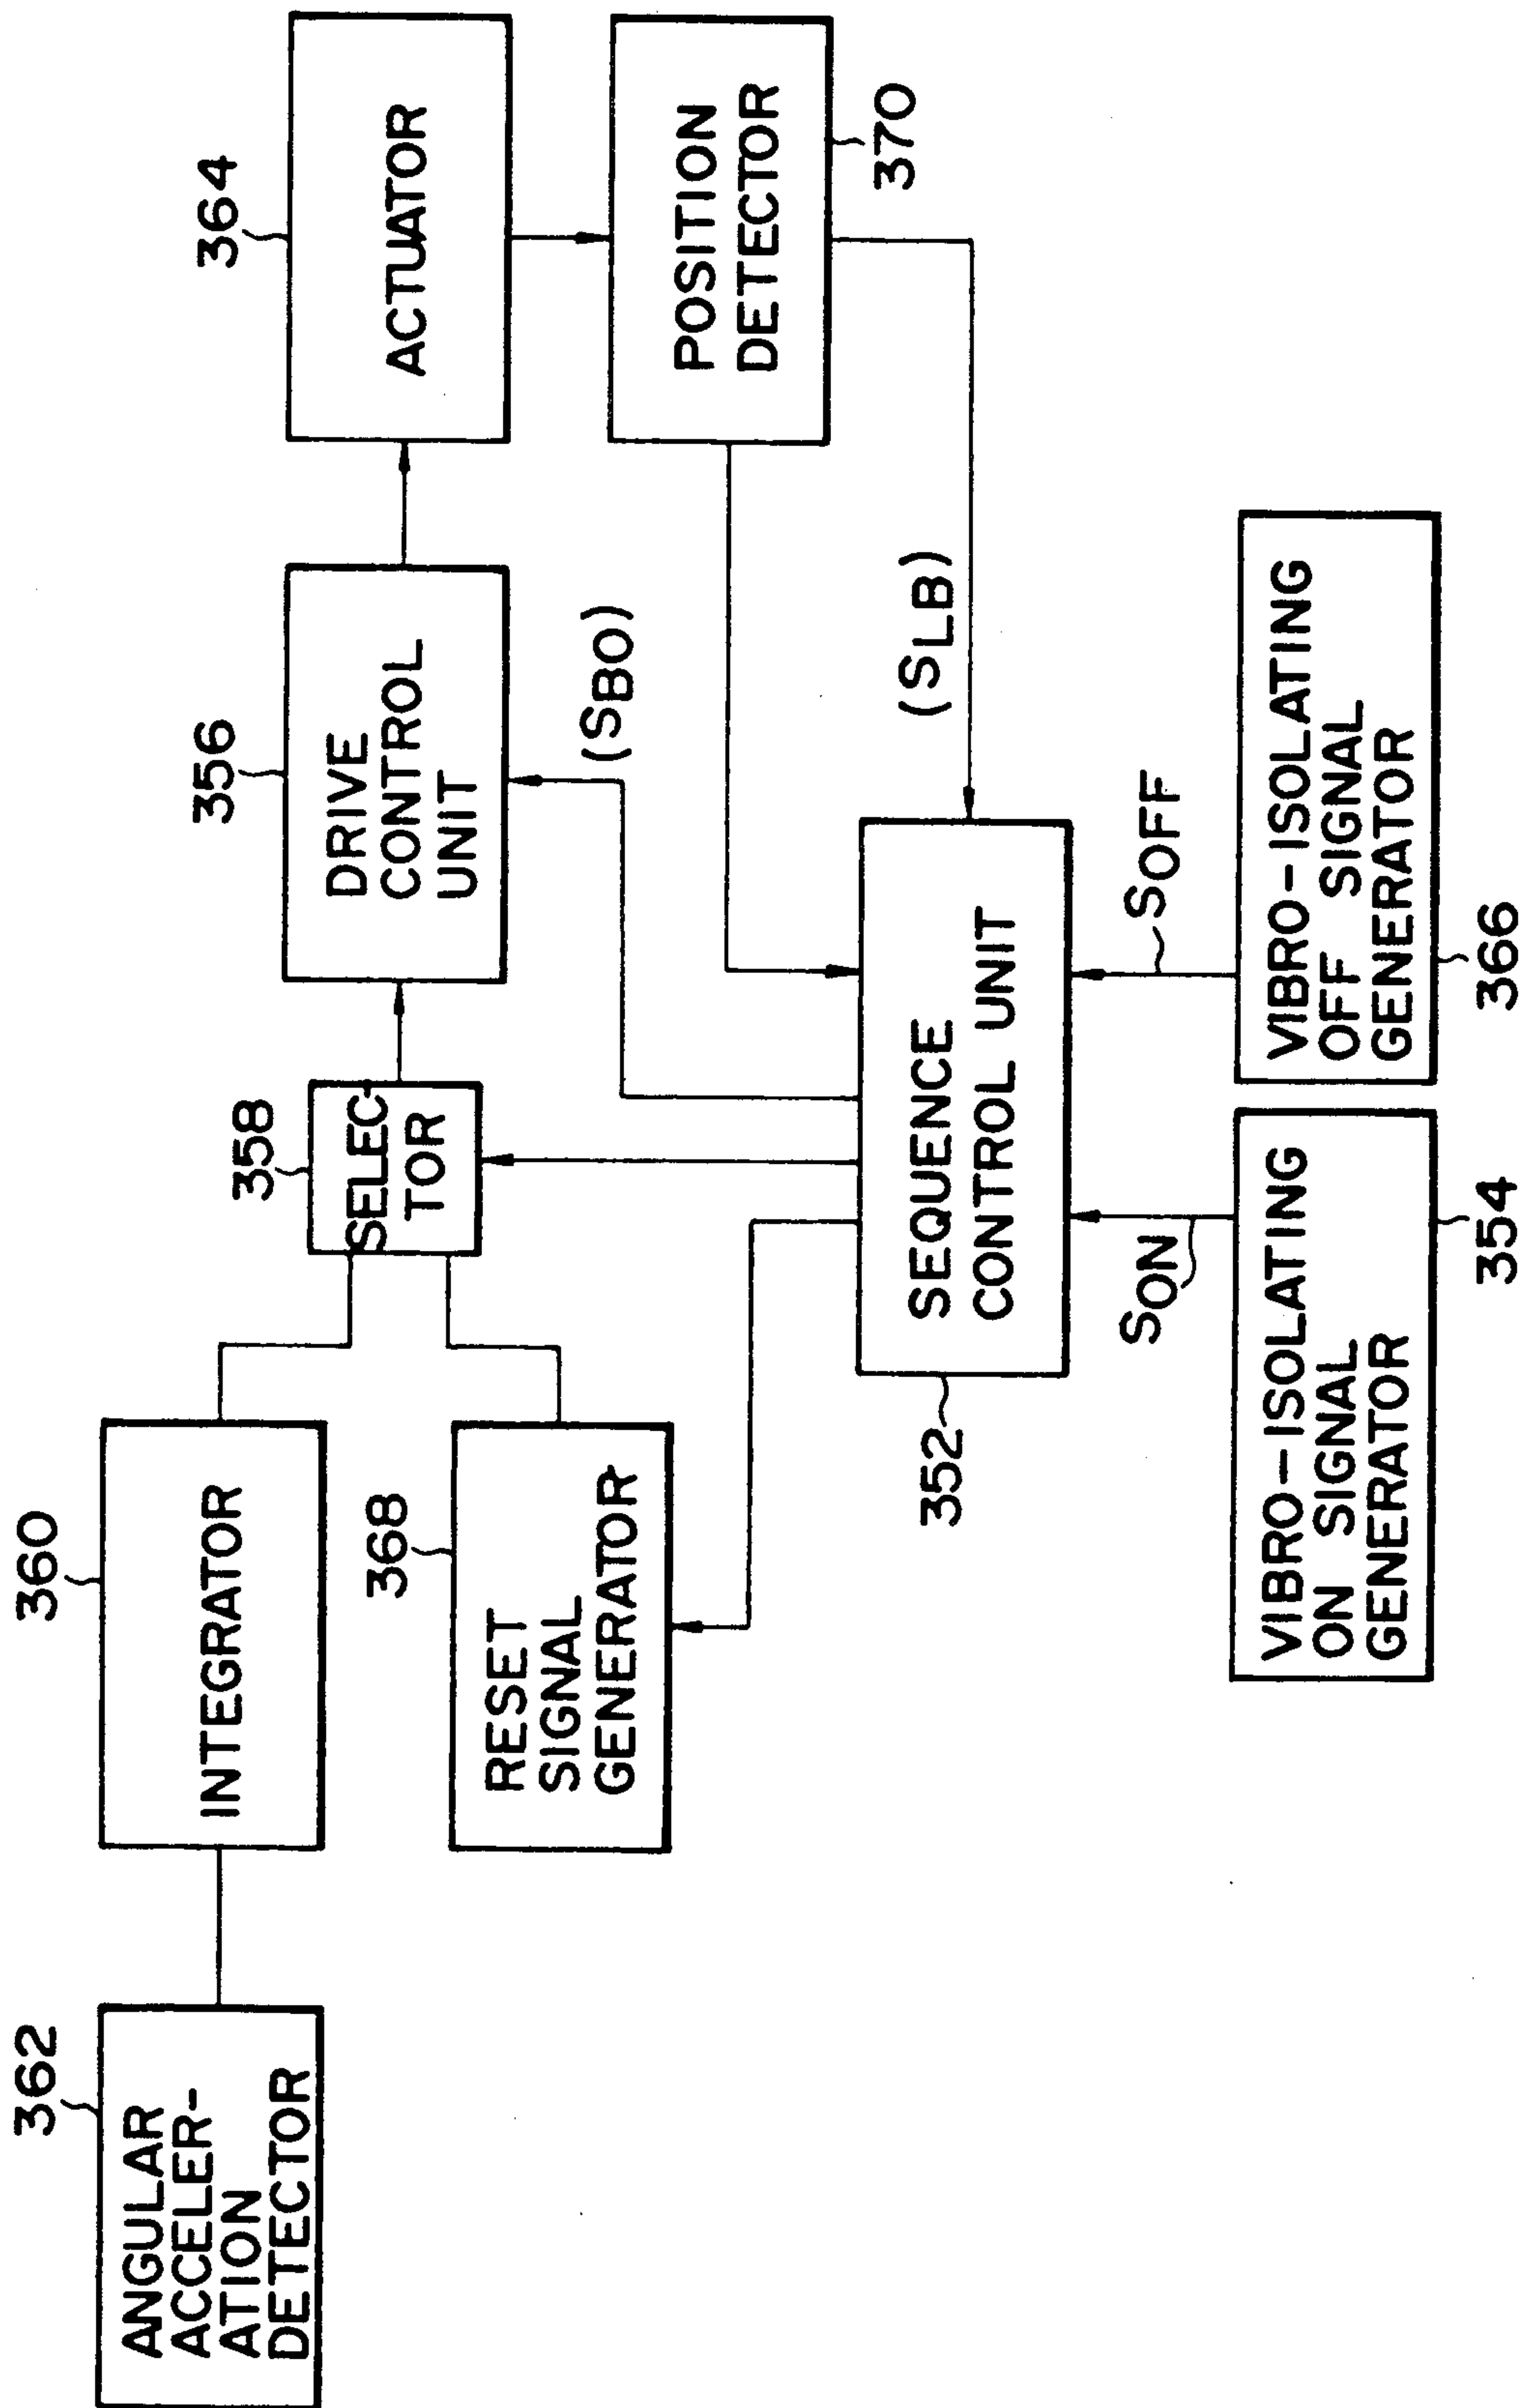 362
ANGULAR
ACCELER-
ATION
DETECTOR
360
INTEGRATOR
368
RESET
SIGNAL
GENERATOR
358
SELEC-
TOR
356
DRIVE
CONTROL
UNIT
364
ACTUATOR
POSITION
DETECTOR
370
(SBO)
(SLB)
352
SEQUENCE
CONTROL UNIT
SON
SOFF
VIBRO-ISOLATING
ON SIGNAL
GENERATOR
354
VIBRO-ISOLATING
OFF SIGNAL
GENERATOR
366